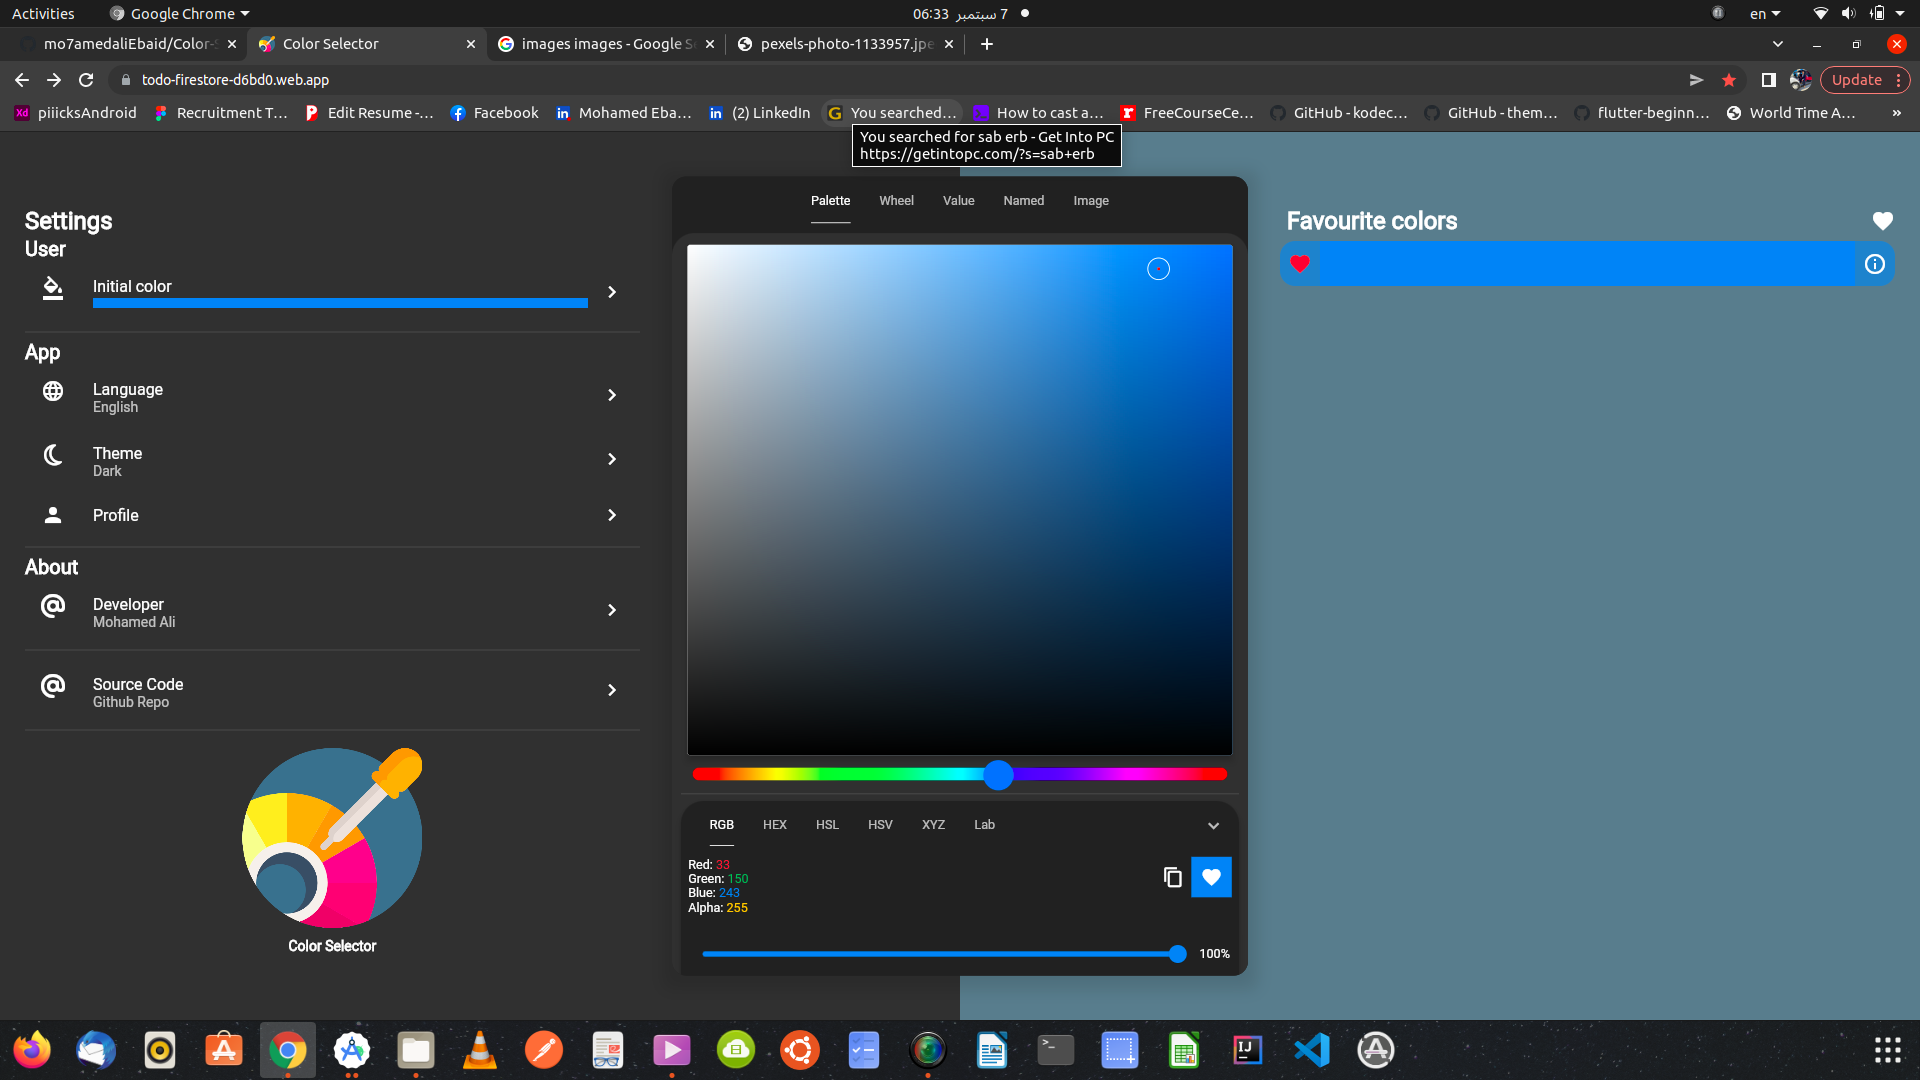 Activities
Google Chrome
06:33 7 سبتمبر
en
mo7amedaliEbaid/Color-S
Color Selector
images images - Google S
pexels-photo-1133957.jpe
todo-firestore-d6bd0.web.app
Update
piiicksAndroid
Recruitment T...
Edit Resume -...
Facebook
Mohamed Eba...
(2) LinkedIn
You searched...
How to cast a...
FreeCourseCe...
GitHub - kodec...
GitHub - them...
flutter-beginn...
World Time A...
»
You searched for sab erb - Get Into PC
https://getintopc.com/?s=sab+erb
Settings
User
Initial color
App
Language
English
Theme
Dark
Profile
About
Developer
Mohamed Ali
Source Code
Github Repo
Color Selector
Palette
Wheel
Value
Named
Image
RGB
HEX
HSL
HSV
XYZ
Lab
Red: 33
Green: 150
Blue: 243
Alpha: 255
100%
Favourite colors